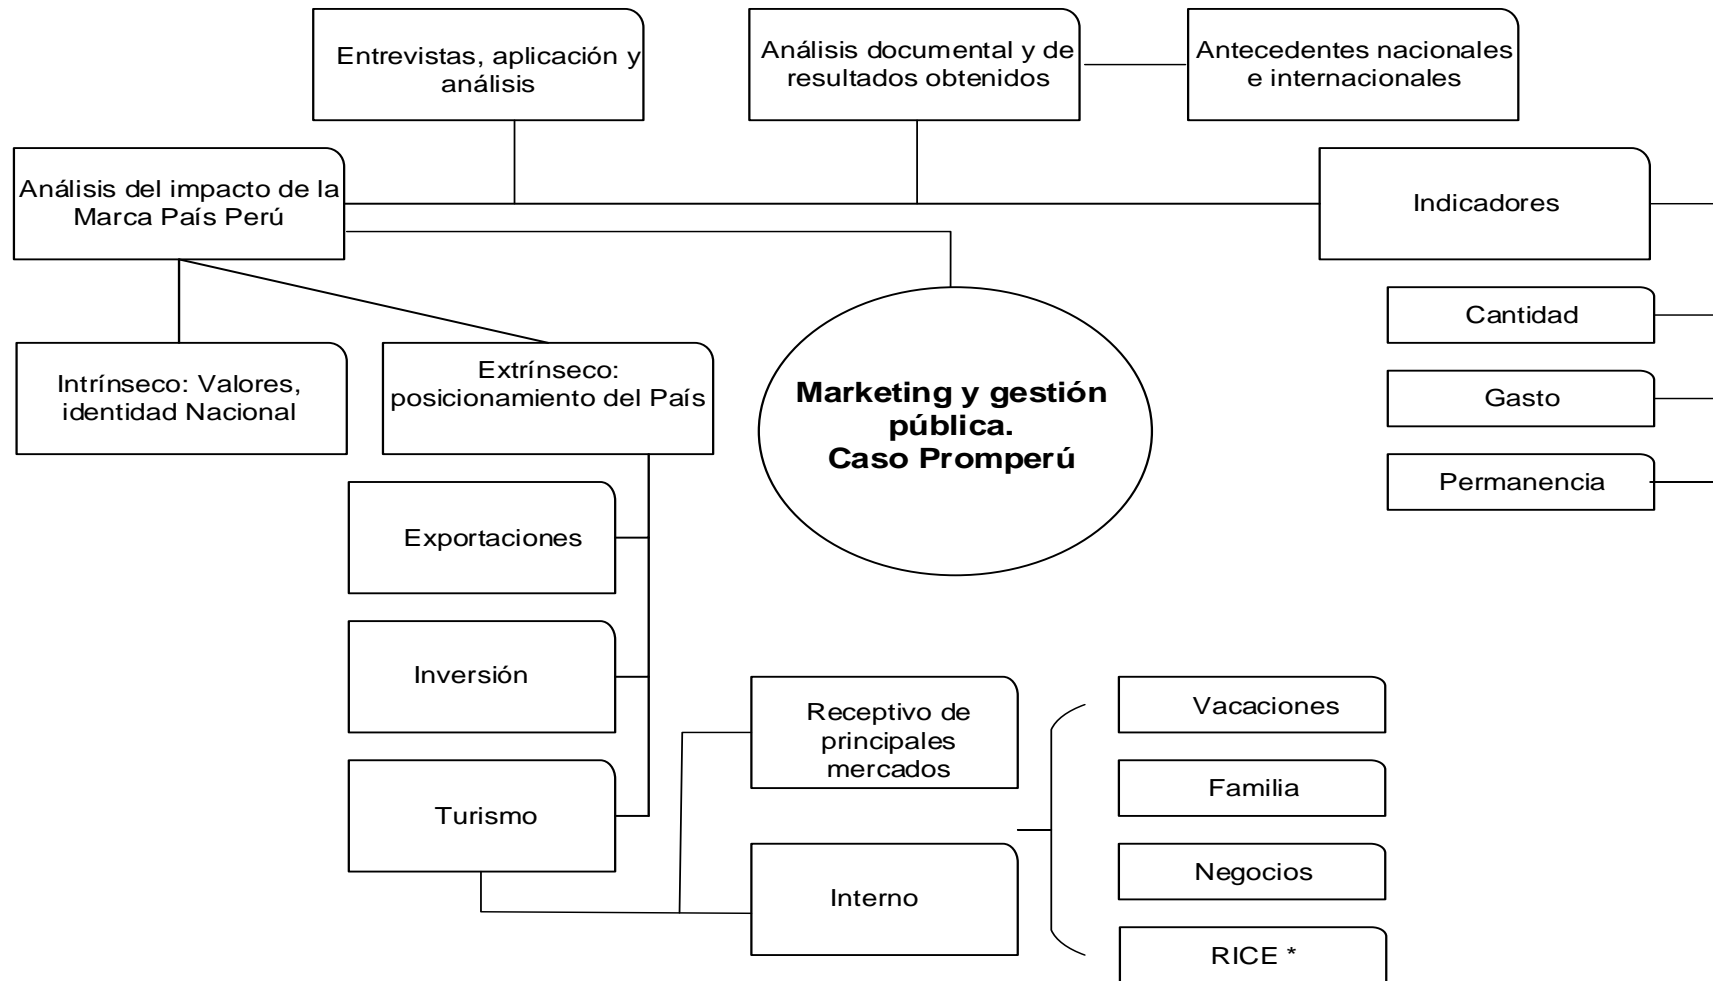 Entrevistas, aplicación y
análisis
Análisis documental y de
resultados obtenidos
Antecedentes nacionales
e internacionales
Análisis del impacto de la
Marca País Perú
Indicadores
Cantidad
Gasto
Permanencia
Intrínseco: Valores,
identidad Nacional
Extrínseco:
posicionamiento del País
Marketing y gestión
pública.
Caso Promperú
Exportaciones
Inversión
Turismo
Receptivo de
principales
mercados
Interno
Vacaciones
Familia
Negocios
RICE *